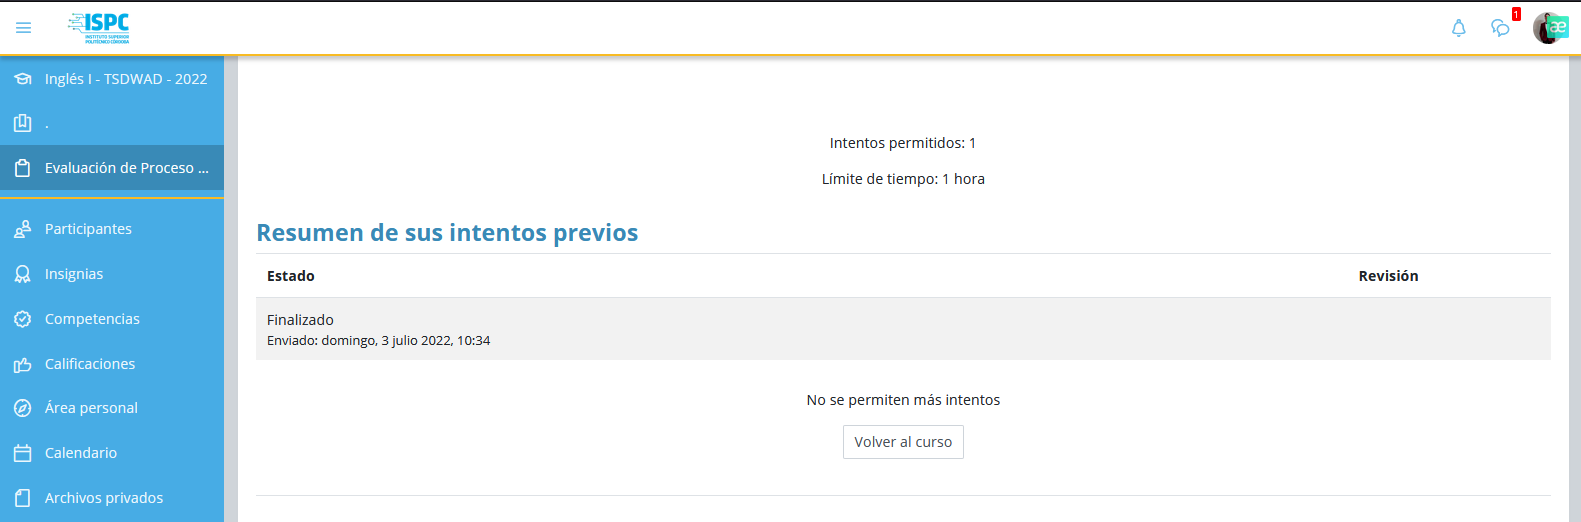 ISPC
INSTITUTO SUPERIOR
POLITÉCNICO CÓRDOBA
1
æ
Inglés I - TSDWAD - 2022
.
Evaluación de Proceso ...
Participantes
Insignias
Competencias
Calificaciones
Área personal
Calendario
Archivos privados
Intentos permitidos: 1
Límite de tiempo: 1 hora
Resumen de sus intentos previos
Estado Revisión
Finalizado
Enviado: domingo, 3 julio 2022, 10:34
No se permiten más intentos
Volver al curso